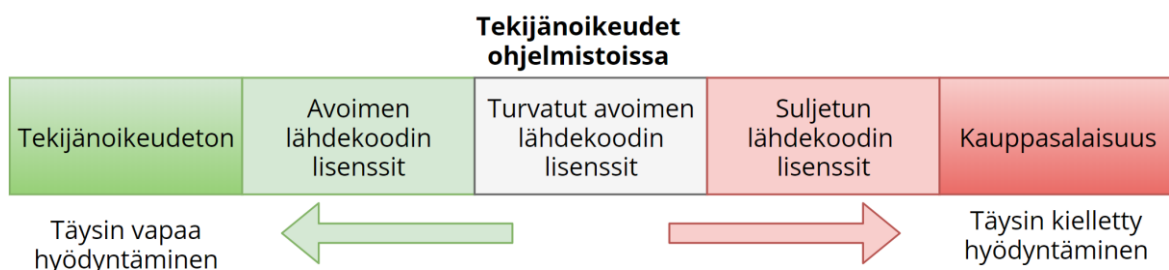 Tekijänoikeudet
ohjelmistoissa
Tekijänoikeudeton
Avoimen
lähdekoodin
lisenssit
Turvatut avoimen
lähdekoodin
lisenssit
Suljetun
lähdekoodin
lisenssit
Kauppasalaisuus
Täysin vapaa
hyödyntäminen
Täysin kielletty
hyödyntäminen